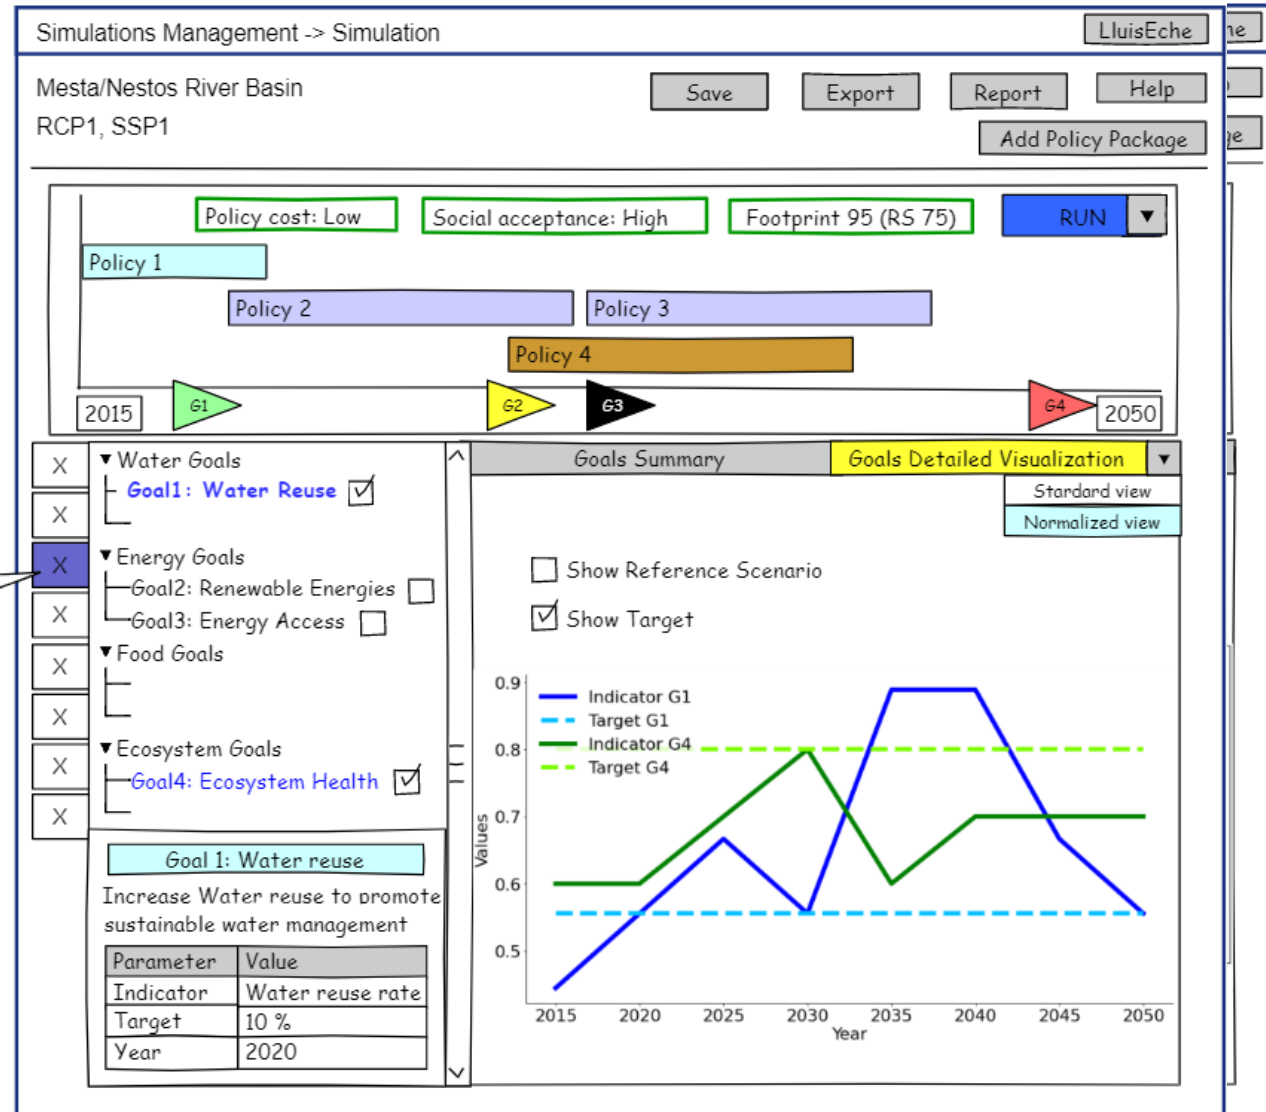 Simulations Management -> Simulation
LluisEche
ne
Mesta/Nestos River Basin
Save
Export
Report
Help
RCP1, SSP1
Add Policy Package
ge
Policy cost: Low
Social acceptance: High
Footprint 95 (RS 75)
RUN
Policy 1
Policy 2
Policy 3
Policy 4
G1
G2
G3
G4
2015
2050
X
X
X
X
X
X
X
X
Water Goals
Goal1: Water Reuse
Energy Goals
Goal2: Renewable Energies
Goal3: Energy Access
Food Goals
Ecosystem Goals
Goal4: Ecosystem Health
Goal 1: Water reuse
Increase Water reuse to promote
sustainable water management
Parameter Value
Indicator Water reuse rate
Target 10 %
Year 2020
Goals Summary
Goals Detailed Visualization
Standard view
Normalized view
Show Reference Scenario
Show Target
Indicator G1
Target G1
Indicator G4
Target G4
Values
0.9
0.8
0.7
0.6
0.5
2015 2020 2025 2030 2035 2040 2045 2050
Year